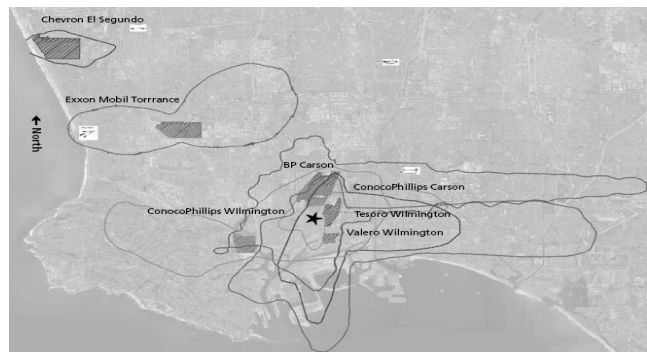 Chevron El Segundo
Exxon Mobil Torrrance
←North
BP Carson
ConocoPhillips Carson
ConocoPhillips Wilmington
Tesoro Wilmington
Valero Wilmington